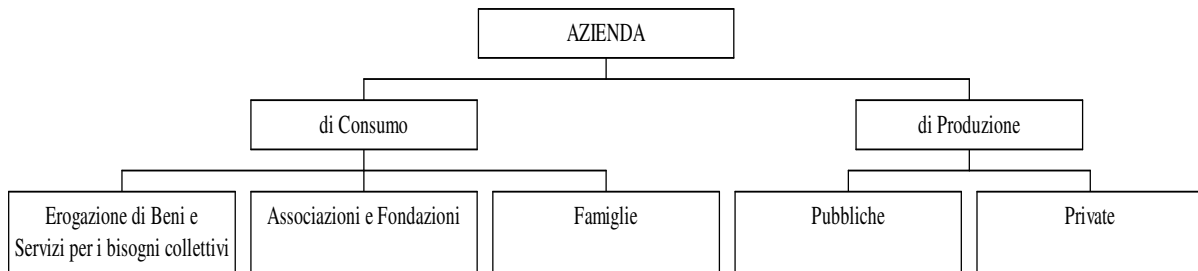 AZIENDA
di Consumo
di Produzione
Erogazione di Beni e
Servizi per i bisogni collettivi
Associazioni e Fondazioni
Famiglie
Pubbliche
Private